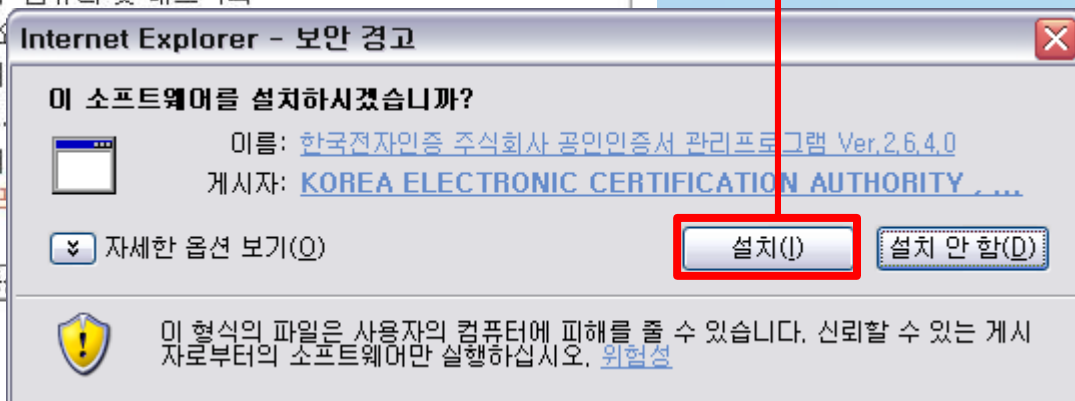 Internet Explorer - 보안 경고
이 소프트웨어를 설치하시겠습니까?
이름: 한국전자인증 주식회사 공인인증서 관리프로그램 Ver,2,6,4,0
게시자: KOREA ELECTRONIC CERTIFICATION AUTHORITY , ...
자세한 옵션 보기(O) 설치(I) 설치 안 함(D)
이 형식의 파일은 사용자의 컴퓨터에 피해를 줄 수 있습니다. 신뢰할 수 있는 게시
자로부터의 소프트웨어만 실행하십시오. 위험성